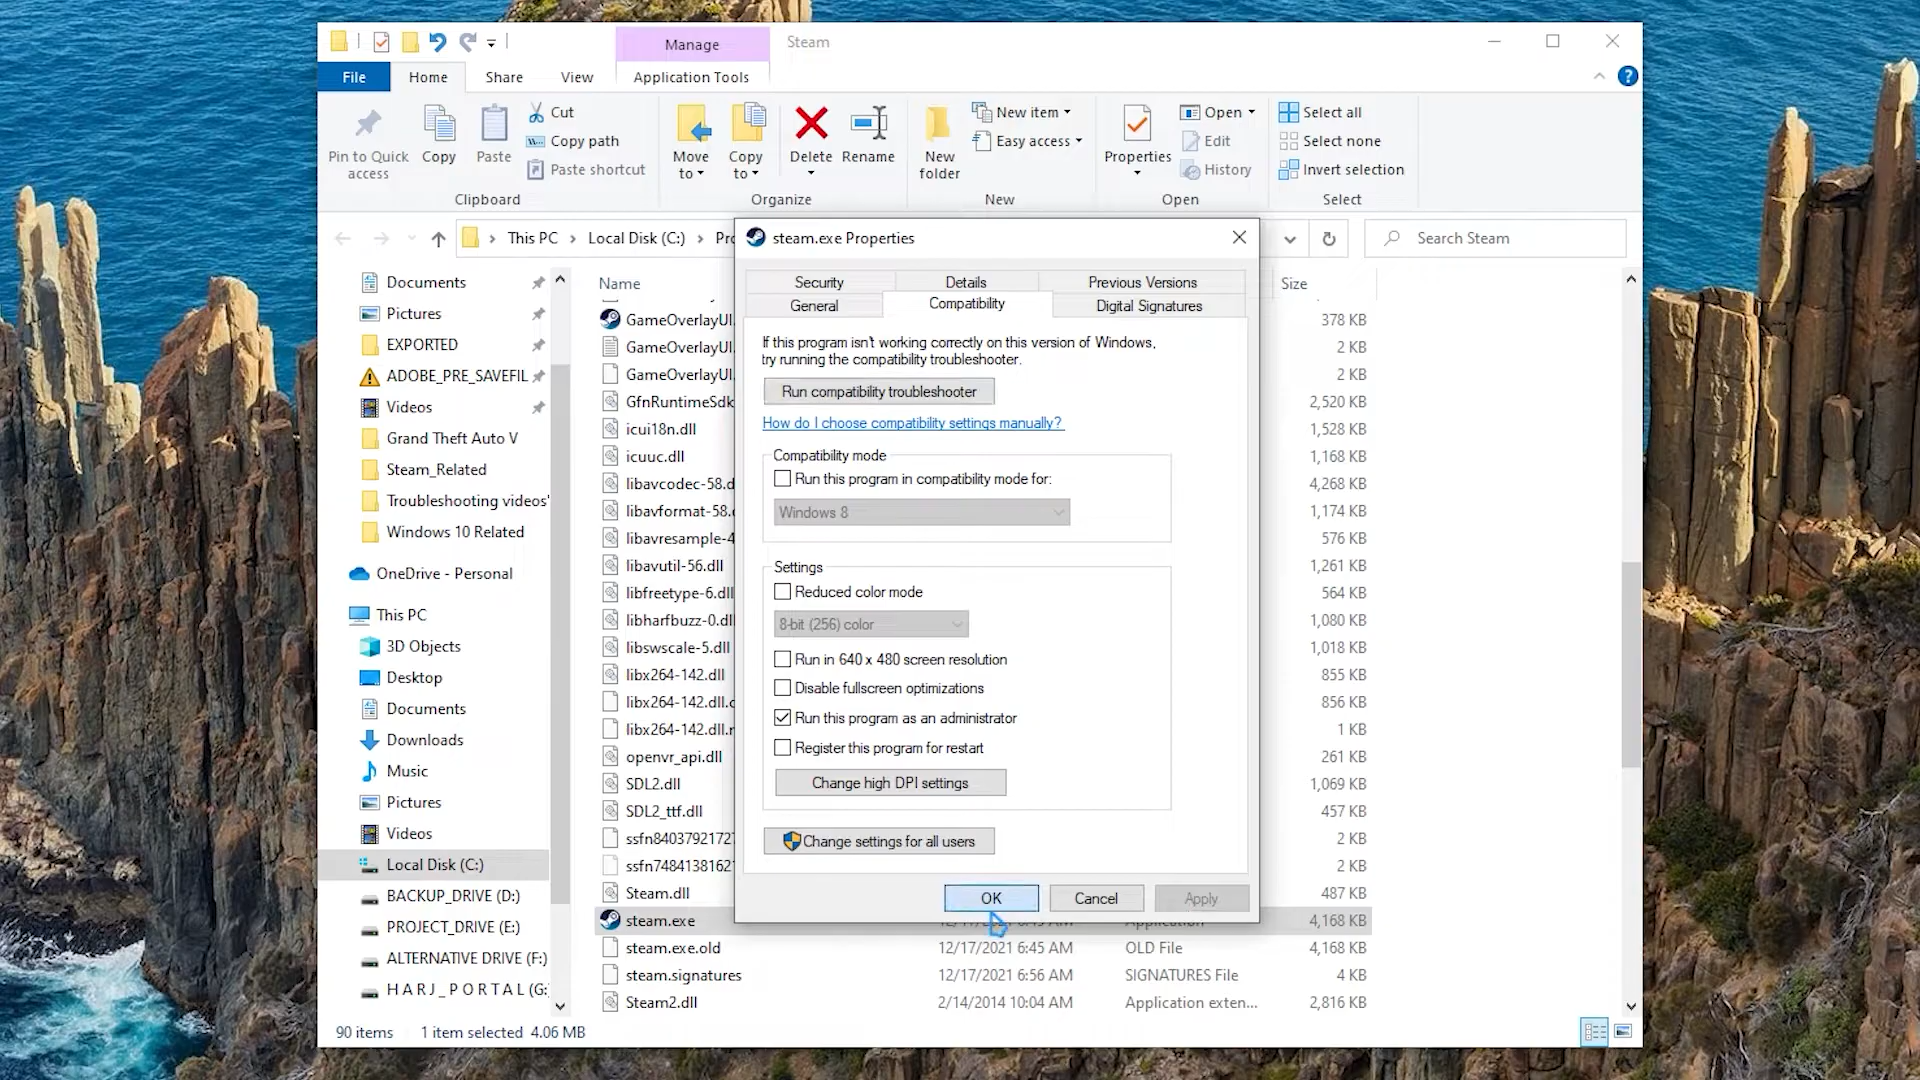 Manage
Steam
File
Home
Share
View
Application Tools
Pin to Quick access
Copy
Paste
Cut
Copy path
Paste shortcut
Clipboard
Move to
Copy to
Delete
Rename
Organize
New folder
New item
Easy access
New
Properties
Open
Edit
History
Open
Select all
Select none
Invert selection
Select
This PC
Local Disk (C:)
Pro
Search Steam
Documents
Pictures
EXPORTED
ADOBE_PRE_SAVEFIL
Videos
Grand Theft Auto V
Steam_Related
Troubleshooting videos'
Windows 10 Related
OneDrive - Personal
This PC
3D Objects
Desktop
Documents
Downloads
Music
Pictures
Videos
Local Disk (C:)
BACKUP_DRIVE (D:)
PROJECT_DRIVE (E:)
ALTERNATIVE DRIVE (F:)
H A R J _ P O R T A L (G:
Name
Size
GameOverlayUI. 378 KB
GameOverlayUI. 2 KB
GameOverlayUI. 2 KB
GfnRuntimeSdk 2,520 KB
icui18n.dll 1,528 KB
icuuc.dll 1,168 KB
libavcodec-58.d 4,268 KB
libavformat-58. 1,174 KB
libavresample-4 576 KB
libavutil-56.dll 1,261 KB
libfreetype-6.dll 564 KB
libharfbuzz-0.dll 1,080 KB
libswscale-5.dll 1,018 KB
libx264-142.dll 855 KB
libx264-142.dll. 856 KB
libx264-142.dll.r 1 KB
openvr_api.dll 261 KB
SDL2.dll 1,069 KB
SDL2_ttf.dll 457 KB
ssfn8403792172 2 KB
ssfn7484138162 2 KB
Steam.dll 487 KB
steam.exe 12/17/2021 6:45 AM Application 4,168 KB
steam.exe.old 12/17/2021 6:45 AM OLD File 4,168 KB
steam.signatures 12/17/2021 6:56 AM SIGNATURES File 4 KB
Steam2.dll 2/14/2014 10:04 AM Application exten... 2,816 KB
steam.exe Properties
Security
Details
Previous Versions
General
Compatibility
Digital Signatures
If this program isn't working correctly on this version of Windows,
try running the compatibility troubleshooter.
Run compatibility troubleshooter
How do I choose compatibility settings manually?
Compatibility mode
Run this program in compatibility mode for:
Windows 8
Settings
Reduced color mode
8-bit (256) color
Run in 640 x 480 screen resolution
Disable fullscreen optimizations
Run this program as an administrator
Register this program for restart
Change high DPI settings
Change settings for all users
OK
Cancel
Apply
90 items
1 item selected 4.06 MB